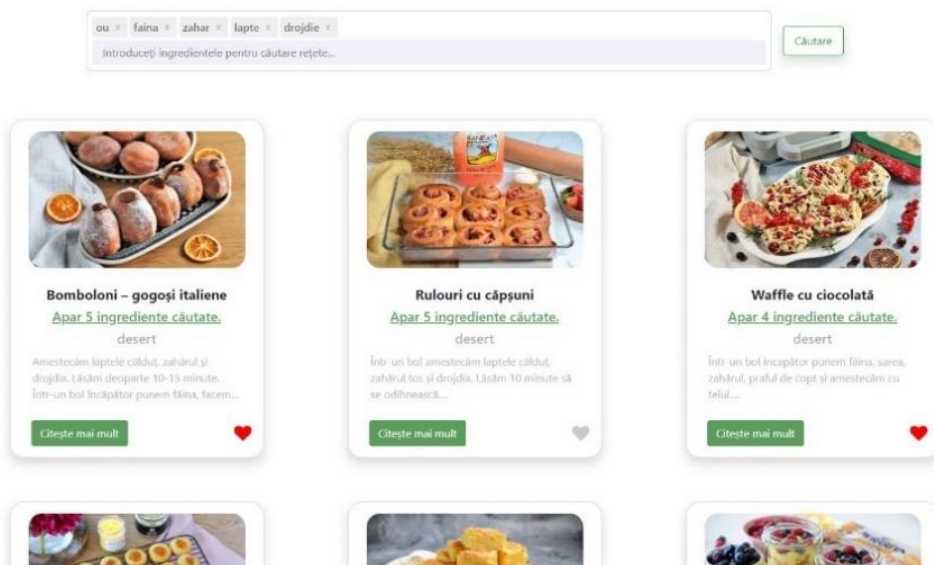 ou × faina × zahar × lapte × drojdie ×
Introduceți ingredientele pentru căutare rețete...
Căutare
BĂNEASA
Bomboloni – gogoși italiene
Apar 5 ingrediente căutate.
desert
Amestecăm laptele călduț, zahărul și
drojdia. Lăsăm deoparte 10-15 minute.
Într-un bol încăpător punem făina, facem...
Citește mai mult
Rulouri cu căpșuni
Apar 5 ingrediente căutate.
desert
Într-un bol amestecăm laptele călduț,
zahărul tos și drojdia. Lăsăm 10 minute să
se odihnească...
Citește mai mult
Waffle cu ciocolată
Apar 4 ingrediente căutate.
desert
Într-un bol incapător punem făina, sarea,
zahărul, praful de copt și amestecăm cu
telul...
Citește mai mult